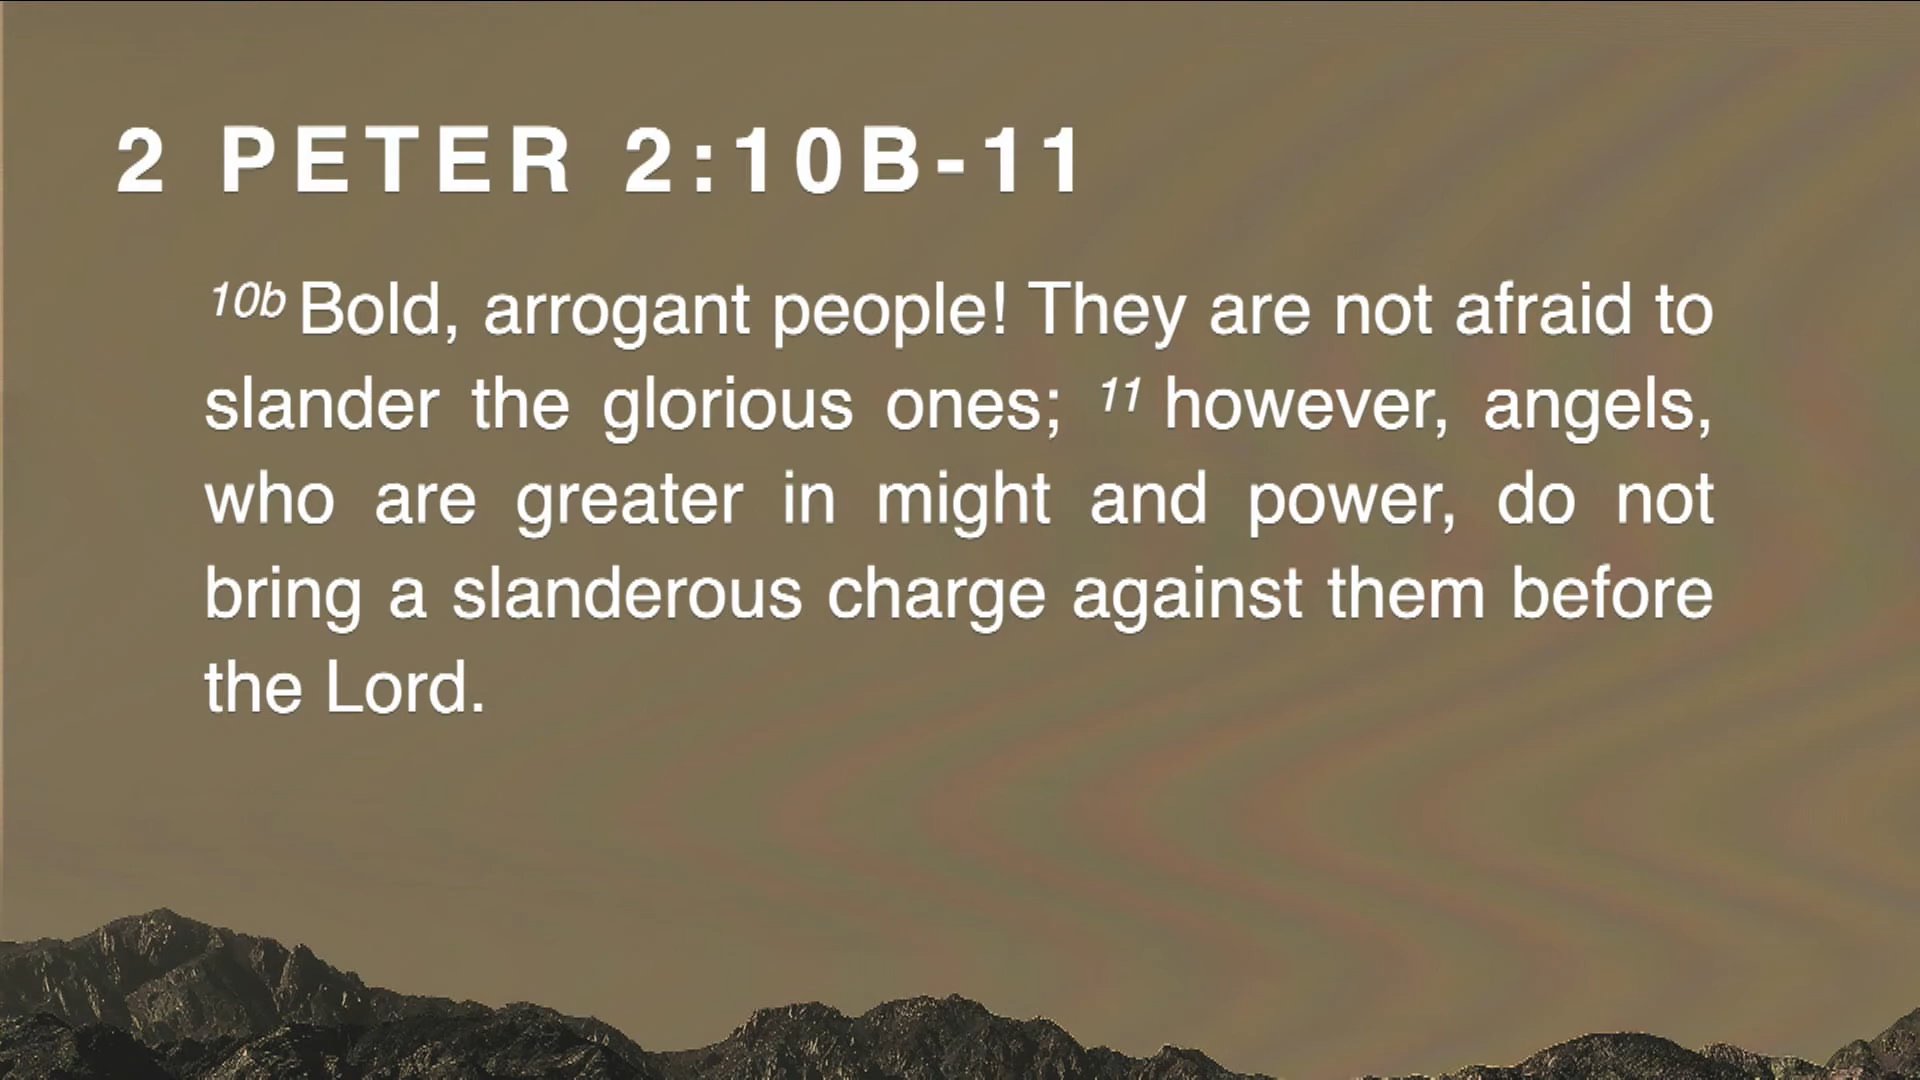 2 PETER 2:10B-11
10b Bold, arrogant people! They are not afraid to
slander the glorious ones; 11 however, angels,
who are greater in might and power, do not
bring a slanderous charge against them before
the Lord.